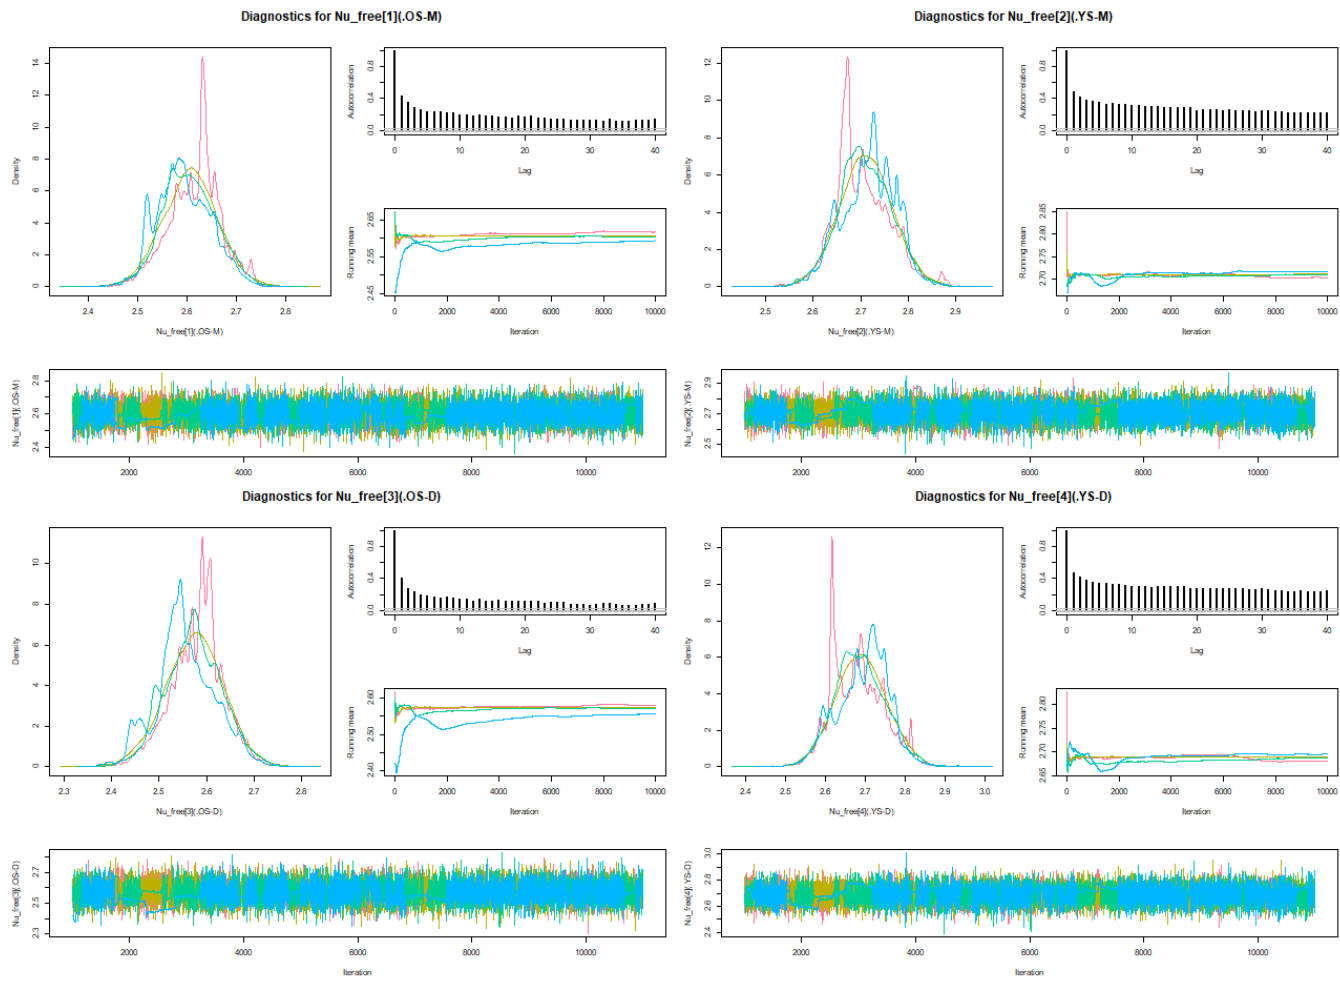 Diagnostics for Nu_free[1](.OS-M)
Density
0 2 4 6 8 10 12 14
2.4 2.5 2.6 2.7 2.8
Nu_free[1](.OS-M)
Autocorrelation
0.0 0.4 0.8
0 10 20 30 40
Lag
Running mean
2.45 2.55 2.65
0 2000 4000 6000 8000 10000
Iteration
Nu_free[1](.OS-M)
2.4 2.6 2.8
2000 4000 6000 8000 10000
Diagnostics for Nu_free[2](.YS-M)
Density
0 2 4 6 8 10 12
2.5 2.6 2.7 2.8 2.9
Nu_free[2](.YS-M)
Autocorrelation
0.0 0.4 0.8
0 10 20 30 40
Lag
Running mean
2.70 2.75 2.80 2.85
0 2000 4000 6000 8000 10000
Iteration
Nu_free[2](.YS-M)
2.5 2.7 2.9
2000 4000 6000 8000 10000
Diagnostics for Nu_free[3](.OS-D)
Density
0 2 4 6 8 10
2.3 2.4 2.5 2.6 2.7 2.8
Nu_free[3](.OS-D)
Autocorrelation
0.0 0.4 0.8
0 10 20 30 40
Lag
Running mean
2.40 2.50 2.60
0 2000 4000 6000 8000 10000
Iteration
Nu_free[3](.OS-D)
2.3 2.5 2.7
2000 4000 6000 8000 10000
Iteration
Diagnostics for Nu_free[4](.YS-D)
Density
0 2 4 6 8 10 12
2.4 2.5 2.6 2.7 2.8 2.9 3.0
Nu_free[4](.YS-D)
Autocorrelation
0.0 0.4 0.8
0 10 20 30 40
Lag
Running mean
2.65 2.70 2.80
0 2000 4000 6000 8000 10000
Iteration
Nu_free[4](.YS-D)
2.4 2.6 2.8 3.0
2000 4000 6000 8000 10000
Iteration